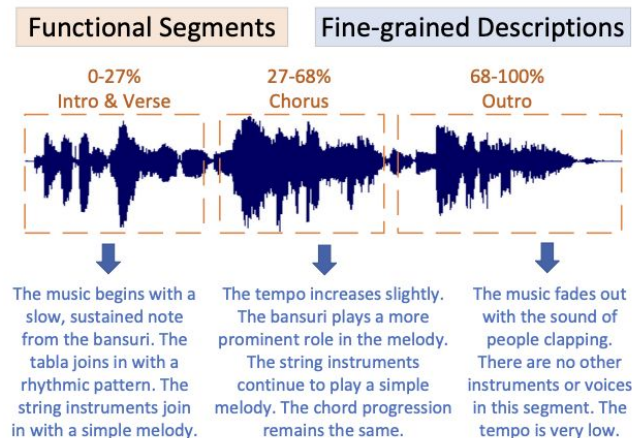 Functional Segments
Fine-grained Descriptions
0-27%
Intro & Verse
27-68%
Chorus
68-100%
Outro
The music begins with a
slow, sustained note
from the bansuri. The
tabla joins in with a
rhythmic pattern. The
string instruments join
in with a simple melody.
The tempo increases slightly.
The bansuri plays a more
prominent role in the melody.
The string instruments
continue to play a simple
melody. The chord progression
remains the same.
The music fades out
with the sound of
people clapping.
There are no other
instruments or voices
in this segment. The
tempo is very low.